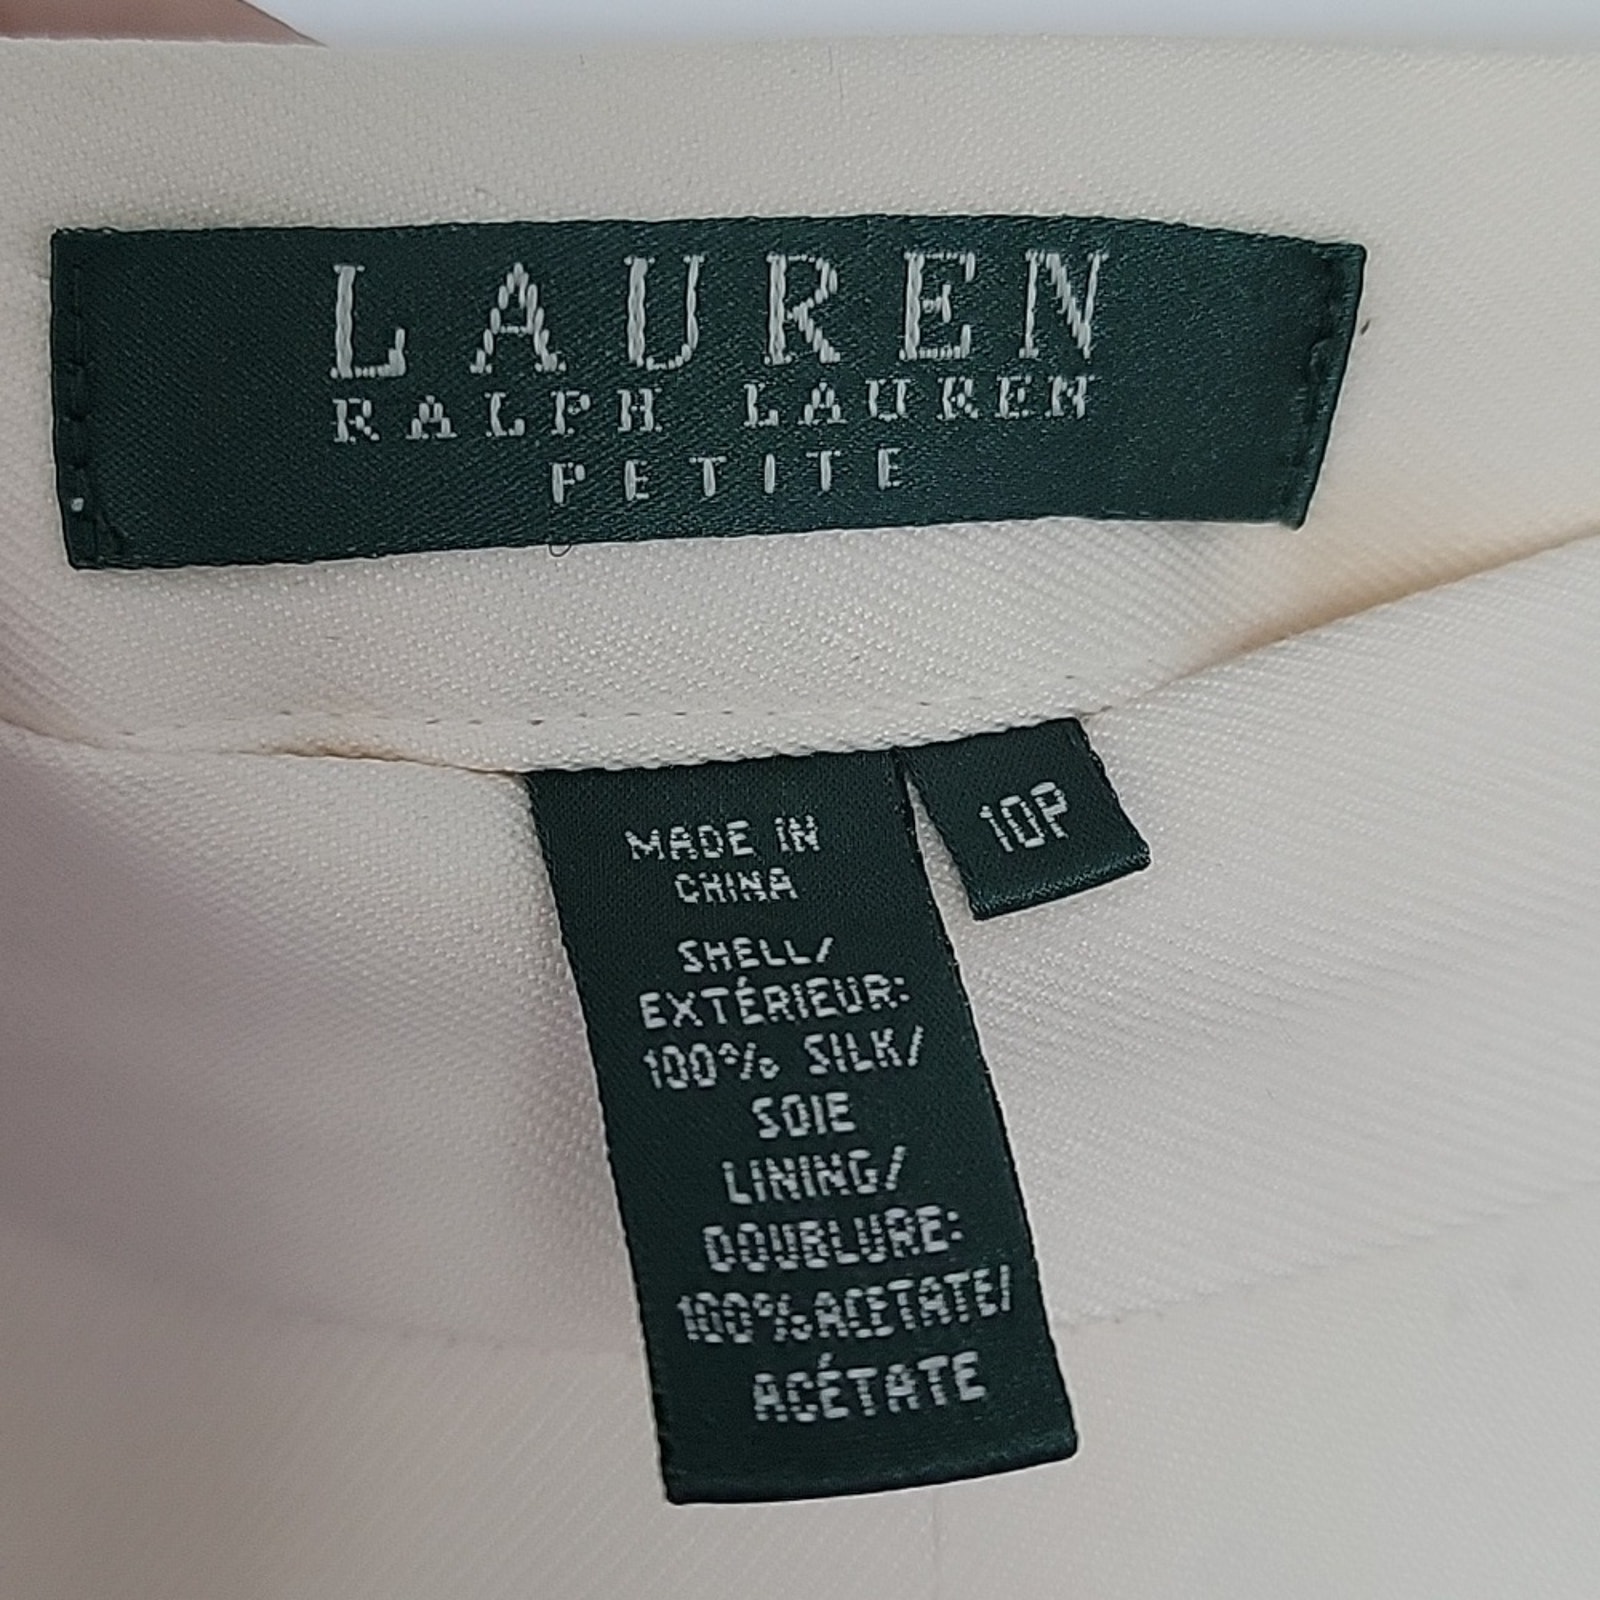 LAUREN
RALPH LAUREN
PETITE
10P
MADE IN
CHINA
SHELL/
EXTÉRIEUR:
100% SILK/
SOIE
LINING/
DOUBLURE:
100% ACETATE/
ACÉTATE